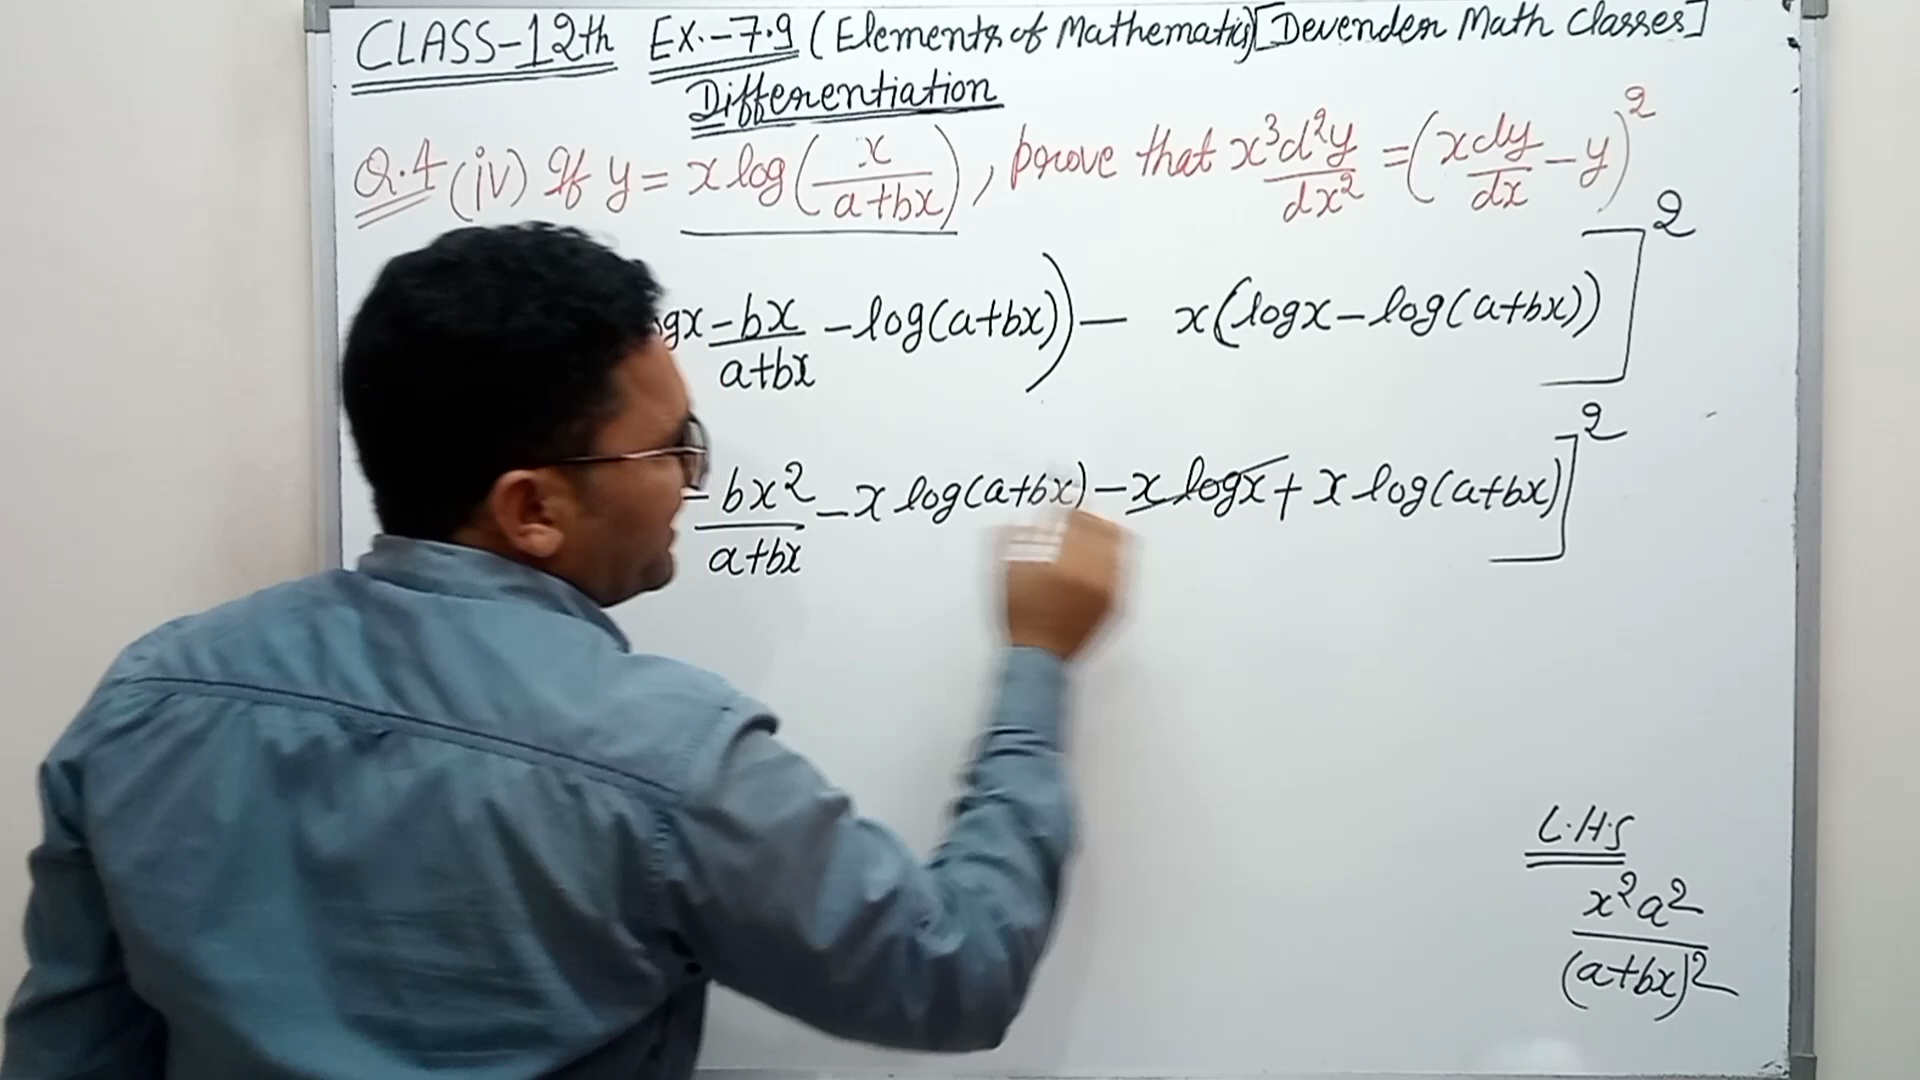 CLASS-12th EX.-7.9 (Elements of Mathematics) [Devender Math Classes]
Differentiation
Q.4 (iv) If y = x log(x/(a+bx)), prove that x³ d²y/dx² = (x dy/dx - y)²
gx - bx/(a+bx) - log(a+bx)) - x(logx - log(a+bx))]²
- bx²/(a+bx) - x log(a+bx) - x logx + x log(a+bx)]²
L.H.S
x²a²/(a+bx)²